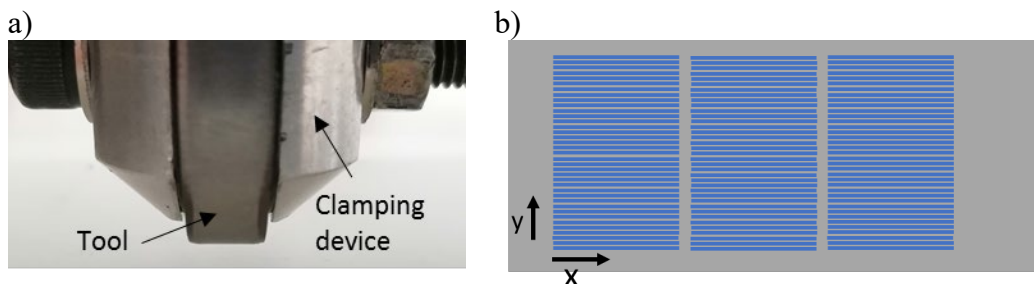 a)
b)
Tool
Clamping
device
y
x